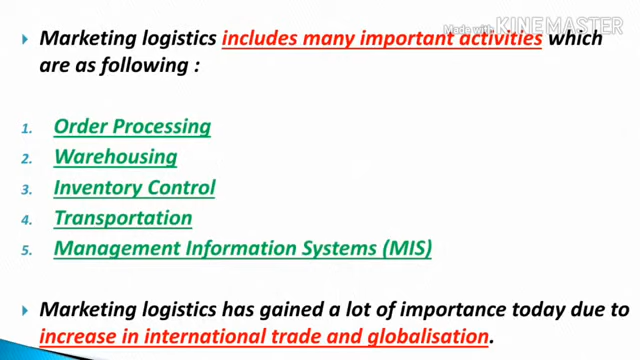 Made with KINEMASTER
Marketing logistics includes many important activities which
are as following :
1. Order Processing
2. Warehousing
3. Inventory Control
4. Transportation
5. Management Information Systems (MIS)
Marketing logistics has gained a lot of importance today due to
increase in international trade and globalisation.